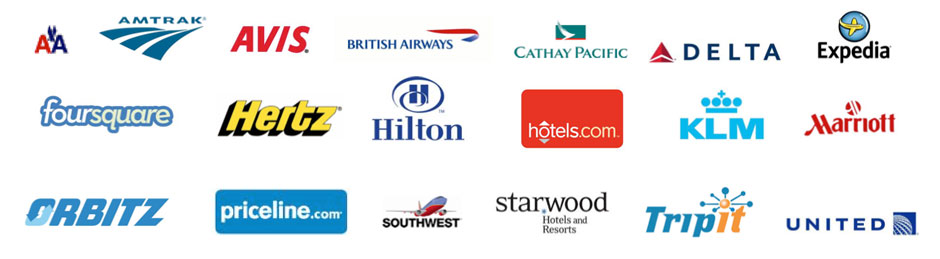 AA
AMTRAK®
AVIS®
BRITISH AIRWAYS
CATHAY PACIFIC
DELTA
Expedia
foursquare
Hertz®
H
Hilton™
hotels.com
KLM
Marriott
ORBITZ
priceline.com
SOUTHWEST
starwood
Hotels and
Resorts
TripIt
UNITED